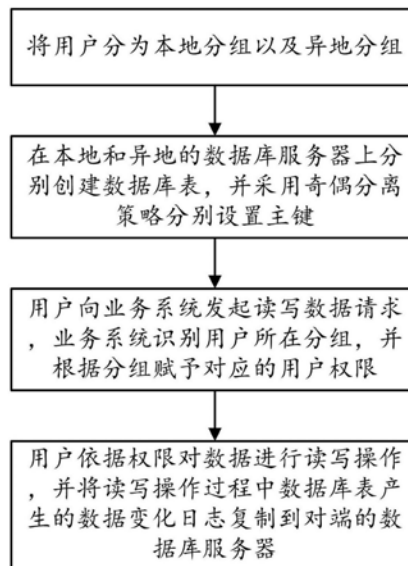 将用户分为本地分组以及异地分组
在本地和异地的数据库服务器上分
别创建数据库表，并采用奇偶分离
策略分别设置主键
用户向业务系统发起读写数据请求
，业务系统识别用户所在分组，并
根据分组赋予对应的用户权限
用户依据权限对数据进行读写操作
，并将读写操作过程中数据库表产
生的数据变化日志复制到对端的数
据库服务器